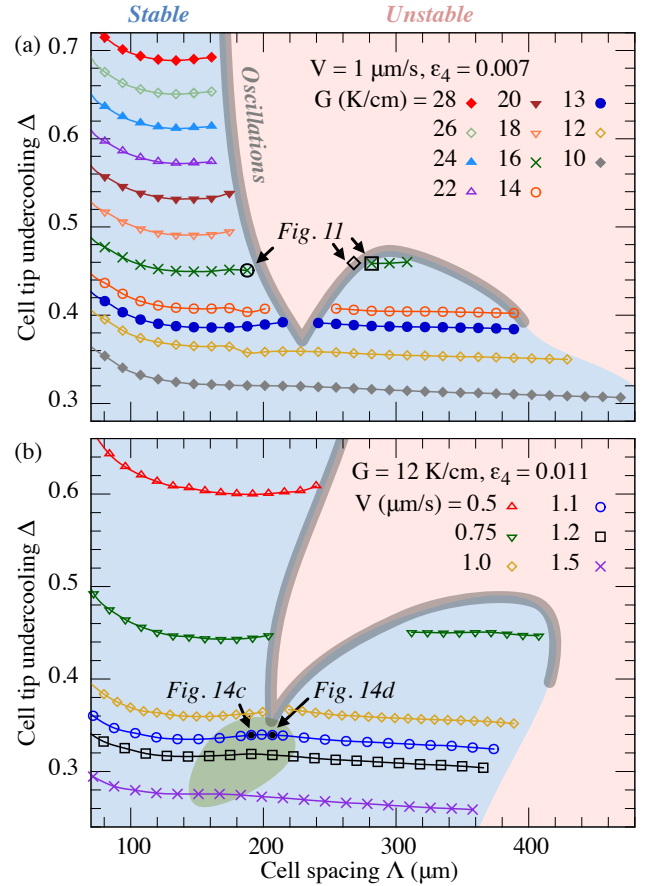 Stable Unstable
(a)
0.7
0.6
0.5
0.4
0.3
Cell tip undercooling Δ
Oscillations
V = 1 μm/s, ε4 = 0.007
G (K/cm) = 28 20 13
26 18 12
24 16 10
22 14
Fig. 11
(b)
0.6
0.5
0.4
0.3
Cell tip undercooling Δ
G = 12 K/cm, ε4 = 0.011
V (μm/s) = 0.5 1.1
0.75 1.2
1.0 1.5
Fig. 14c Fig. 14d
100 200 300 400
Cell spacing Λ (μm)